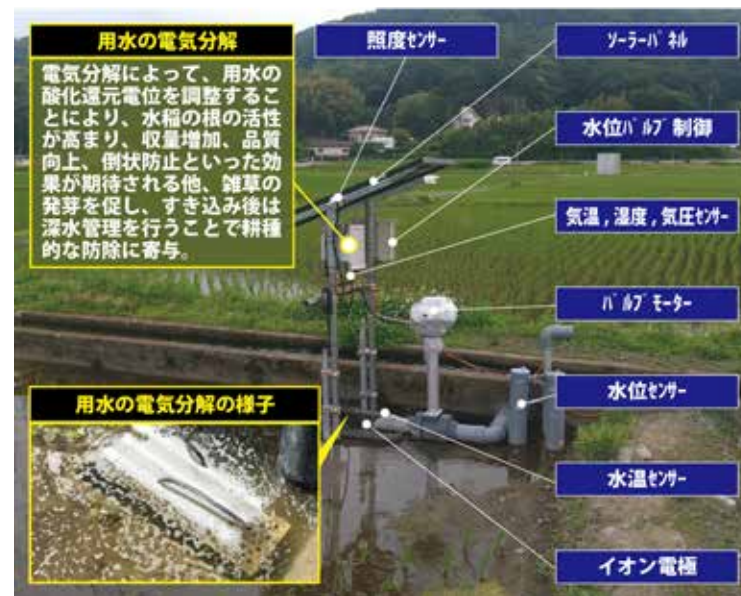 用水の電気分解
電気分解によって、用水の
酸化還元電位を調整するこ
とにより、水稲の根の活性
が高まり、収量増加、品質
向上、倒状防止といった効
果が期待される他、雑草の
発芽を促し、すき込み後は
深水管理を行うことで耕種
的な防除に寄与。
照度ｾﾝｻｰ
ｿｰﾗｰﾊﾟﾈﾙ
水位ﾊﾞﾙﾌﾞ制御
気温，湿度，気圧ｾﾝｻｰ
ﾊﾞﾙﾌﾞﾓｰﾀｰ
水位ｾﾝｻｰ
用水の電気分解の様子
水温ｾﾝｻｰ
イオン電極